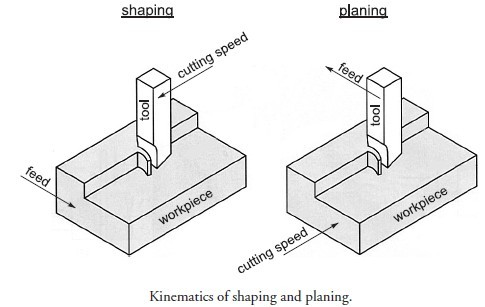 shaping
planing
cutting speed
tool
feed
workpiece
feed
tool
cutting speed
workpiece
Kinematics of shaping and planing.